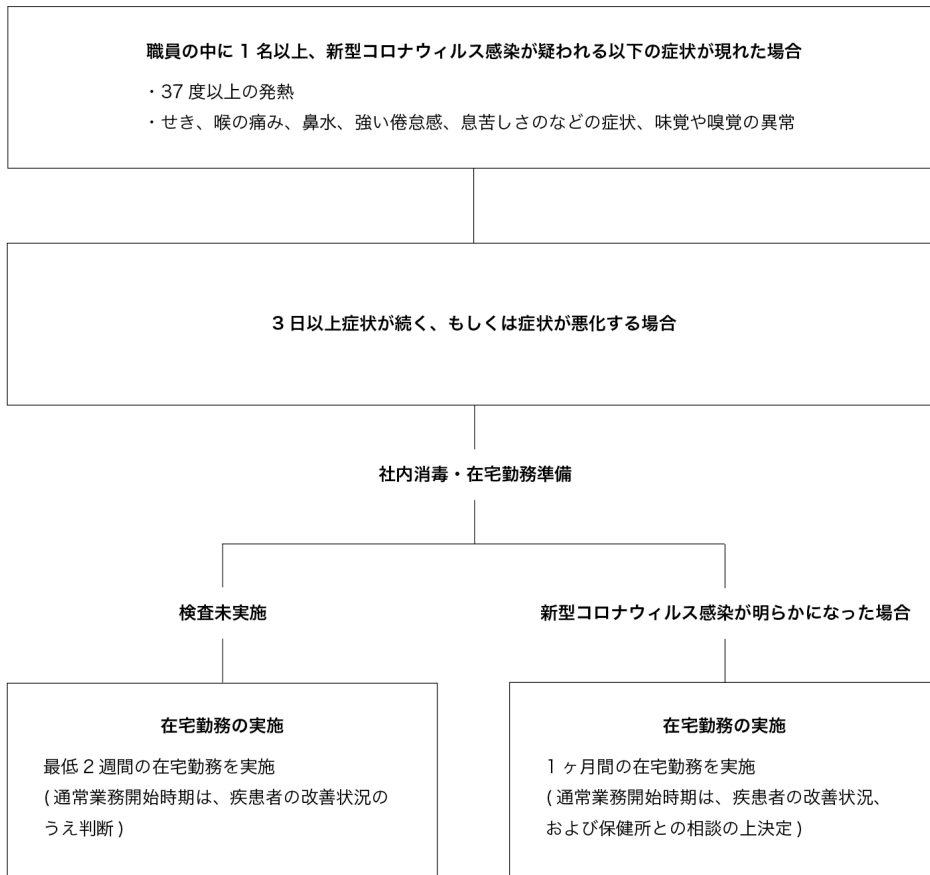 職員の中に 1 名以上、新型コロナウィルス感染が疑われる以下の症状が現れた場合
・37 度以上の発熱
・せき、喉の痛み、鼻水、強い倦怠感、息苦しさのなどの症状、味覚や嗅覚の異常
3 日以上症状が続く、もしくは症状が悪化する場合
社内消毒・在宅勤務準備
検査未実施
新型コロナウィルス感染が明らかになった場合
在宅勤務の実施
最低 2 週間の在宅勤務を実施
( 通常業務開始時期は、疾患者の改善状況の
うえ判断 )
在宅勤務の実施
1 ヶ月間の在宅勤務を実施
( 通常業務開始時期は、疾患者の改善状況、
および保健所との相談の上決定 )